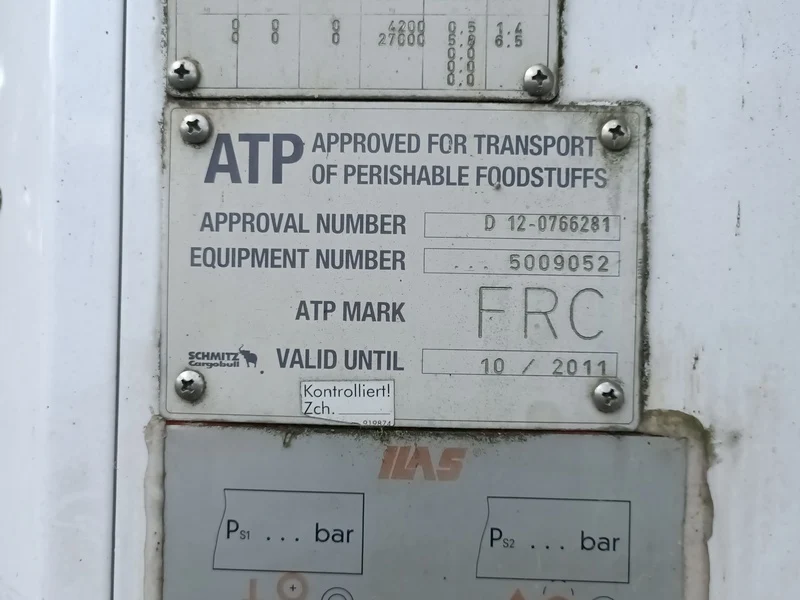 0 0 0 4200 0.5 1.4
0 0 0 27000 5.0 6.5
0.0
0.0
0.0
ATP APPROVED FOR TRANSPORT
OF PERISHABLE FOODSTUFFS
APPROVAL NUMBER D 12-0766281
EQUIPMENT NUMBER ... 5009052
ATP MARK FRC
SCHMITZ
Cargobull
VALID UNTIL 10 / 2011
Kontrolliert!
Zch.
919874
ILAS
PS1 ... bar
PS2 ... bar